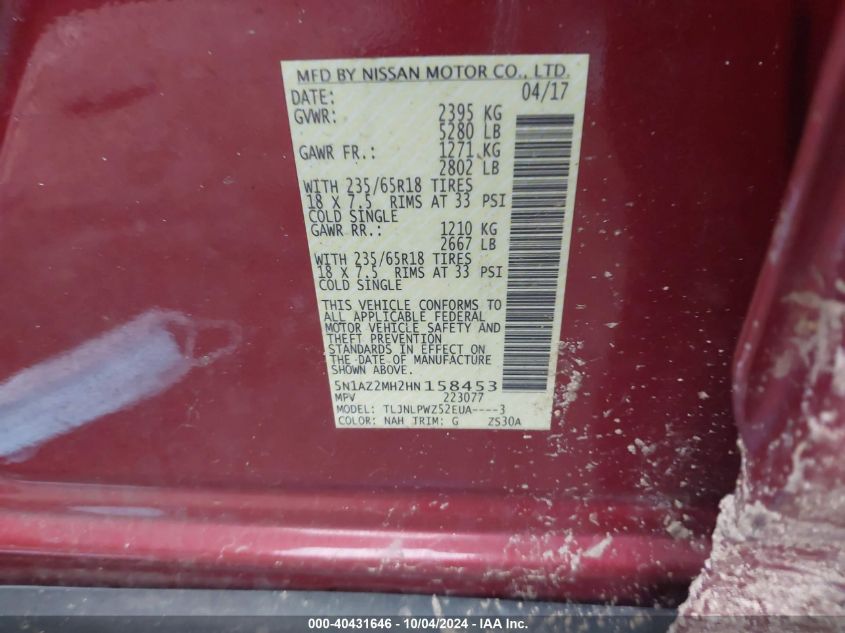 MFD BY NISSAN MOTOR CO., LTD.
DATE: 04/17
GVWR: 2395 KG
5280 LB
GAWR FR.: 1271 KG
2802 LB
WITH 235/65R18 TIRES
18 X 7.5 RIMS AT 33 PSI
COLD SINGLE
GAWR RR.: 1210 KG
2667 LB
WITH 235/65R18 TIRES
18 X 7.5 RIMS AT 33 PSI
COLD SINGLE
THIS VEHICLE CONFORMS TO
ALL APPLICABLE FEDERAL
MOTOR VEHICLE SAFETY AND
THEFT PREVENTION
STANDARDS IN EFFECT ON
THE DATE OF MANUFACTURE
SHOWN ABOVE.
5N1AZ2MH2HN158453
MPV 223077
MODEL: TLJNLPWZ52EUA----3
COLOR: NAH TRIM: G ZS30A
000-40431646 - 10/04/2024 - IAA Inc.